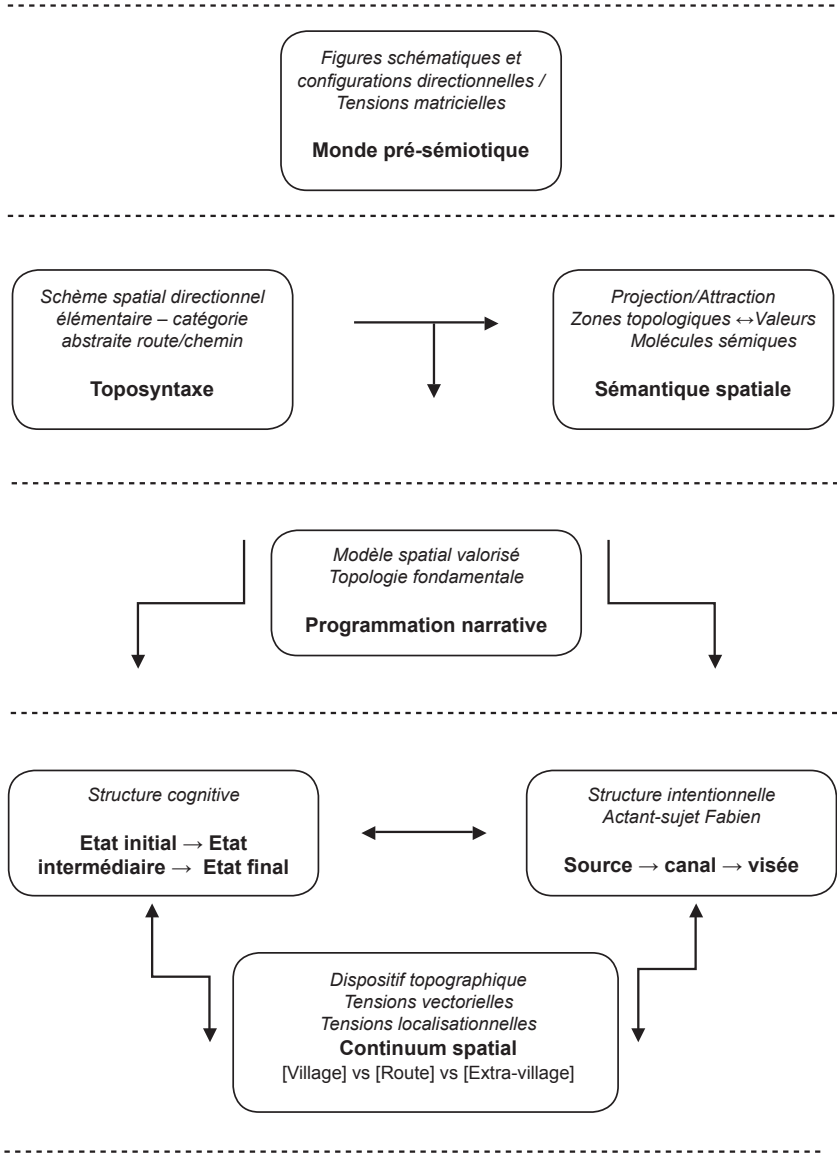 Figures schématiques et
configurations directionnelles /
Tensions matricielles
Monde pré-sémiotique
Schème spatial directionnel
élémentaire – catégorie
abstraite route/chemin
Toposyntaxe
Projection/Attraction
Zones topologiques ↔Valeurs
Molécules sémiques
Sémantique spatiale
Modèle spatial valorisé
Topologie fondamentale
Programmation narrative
Structure cognitive
Etat initial → Etat
intermédiaire → Etat final
Structure intentionnelle
Actant-sujet Fabien
Source → canal → visée
Dispositif topographique
Tensions vectorielles
Tensions localisationnelles
Continuum spatial
[Village] vs [Route] vs [Extra-village]